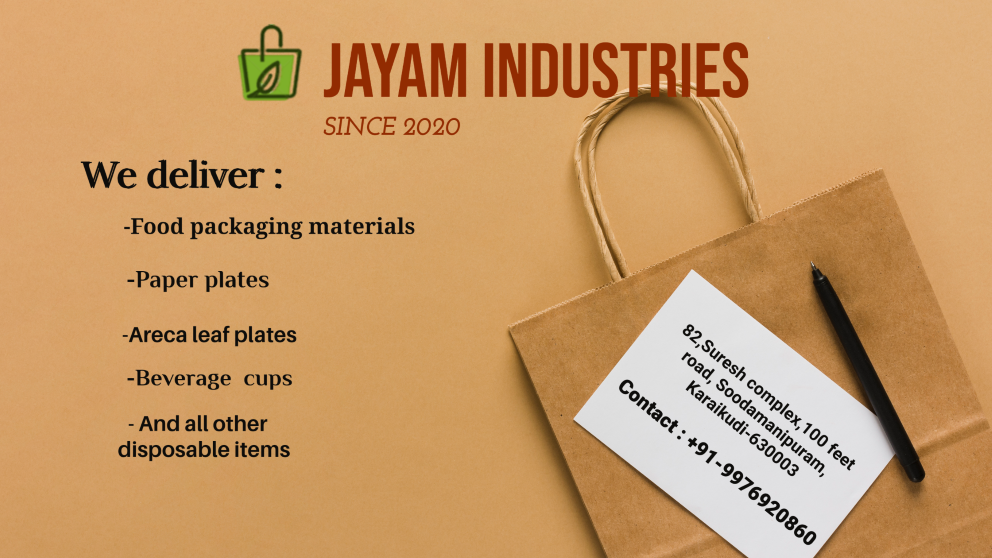 JAYAM INDUSTRIES
SINCE 2020
We deliver :
-Food packaging materials
-Paper plates
-Areca leaf plates
-Beverage cups
- And all other
disposable items
82,Suresh complex,100 feet
road, Soodamanipuram,
Karaikudi-630003
Contact : +91-9976920860